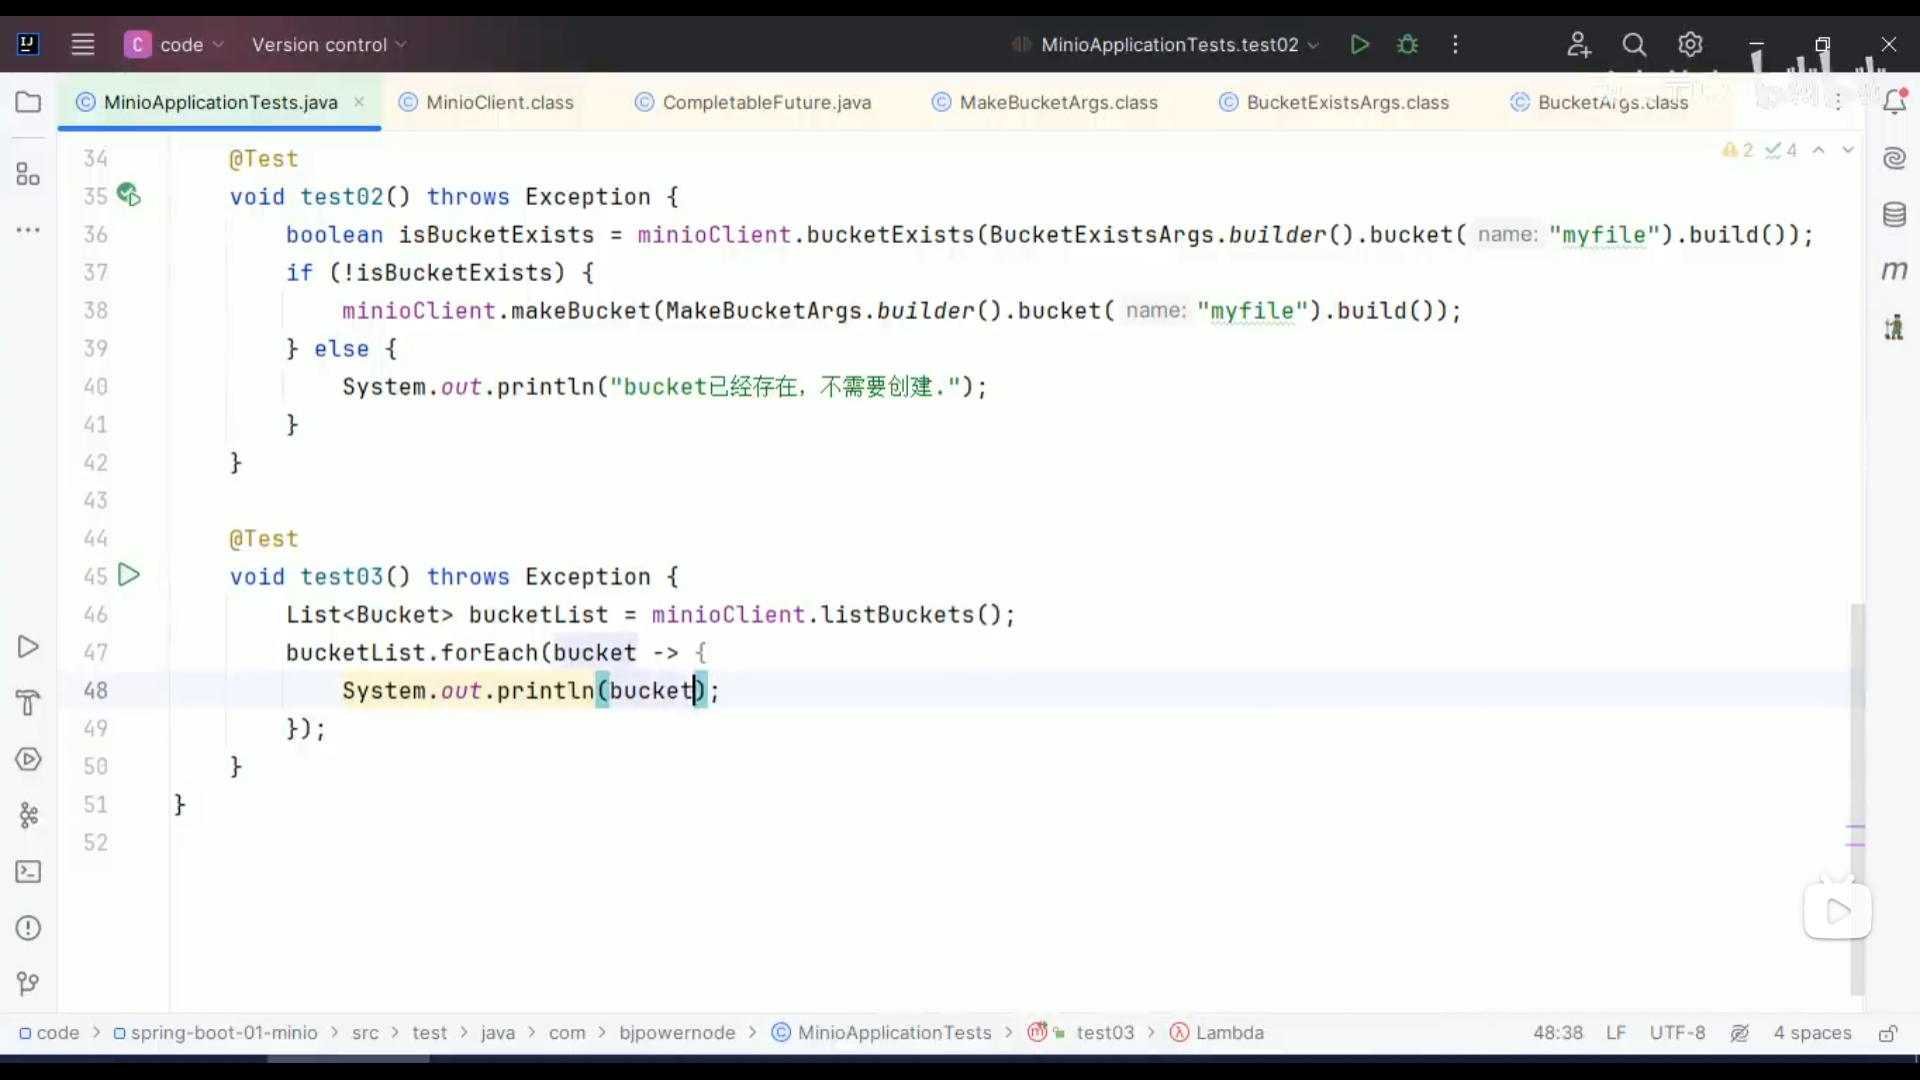 IJ
C code Version control MinioApplicationTests.test02
MinioApplicationTests.java MinioClient.class CompletableFuture.java MakeBucketArgs.class BucketExistsArgs.class BucketArgs.class
2 4
34 @Test
35 void test02() throws Exception {
36 boolean isBucketExists = minioClient.bucketExists(BucketExistsArgs.builder().bucket( name: "myfile").build());
37 if (!isBucketExists) {
38 minioClient.makeBucket(MakeBucketArgs.builder().bucket( name: "myfile").build());
39 } else {
40 System.out.println("bucket已经存在，不需要创建.");
41 }
42 }
43
44 @Test
45 void test03() throws Exception {
46 List<Bucket> bucketList = minioClient.listBuckets();
47 bucketList.forEach(bucket -> {
48 System.out.println(bucket);
49 });
50 }
51 }
52
code > spring-boot-01-minio > src > test > java > com > bjpowernode > MinioApplicationTests > test03 > Lambda 48:38 LF UTF-8 4 spaces